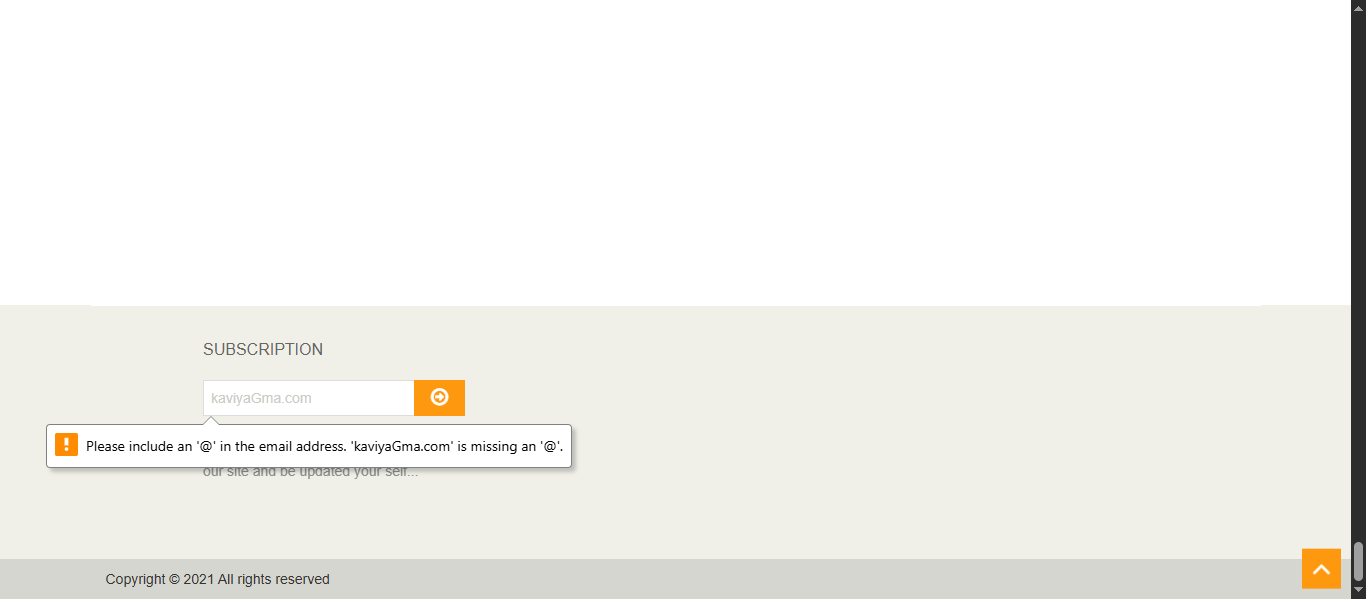 SUBSCRIPTION
kaviyaGma.com
Please include an '@' in the email address. 'kaviyaGma.com' is missing an '@'.
our site and be updated your self...
Copyright © 2021 All rights reserved